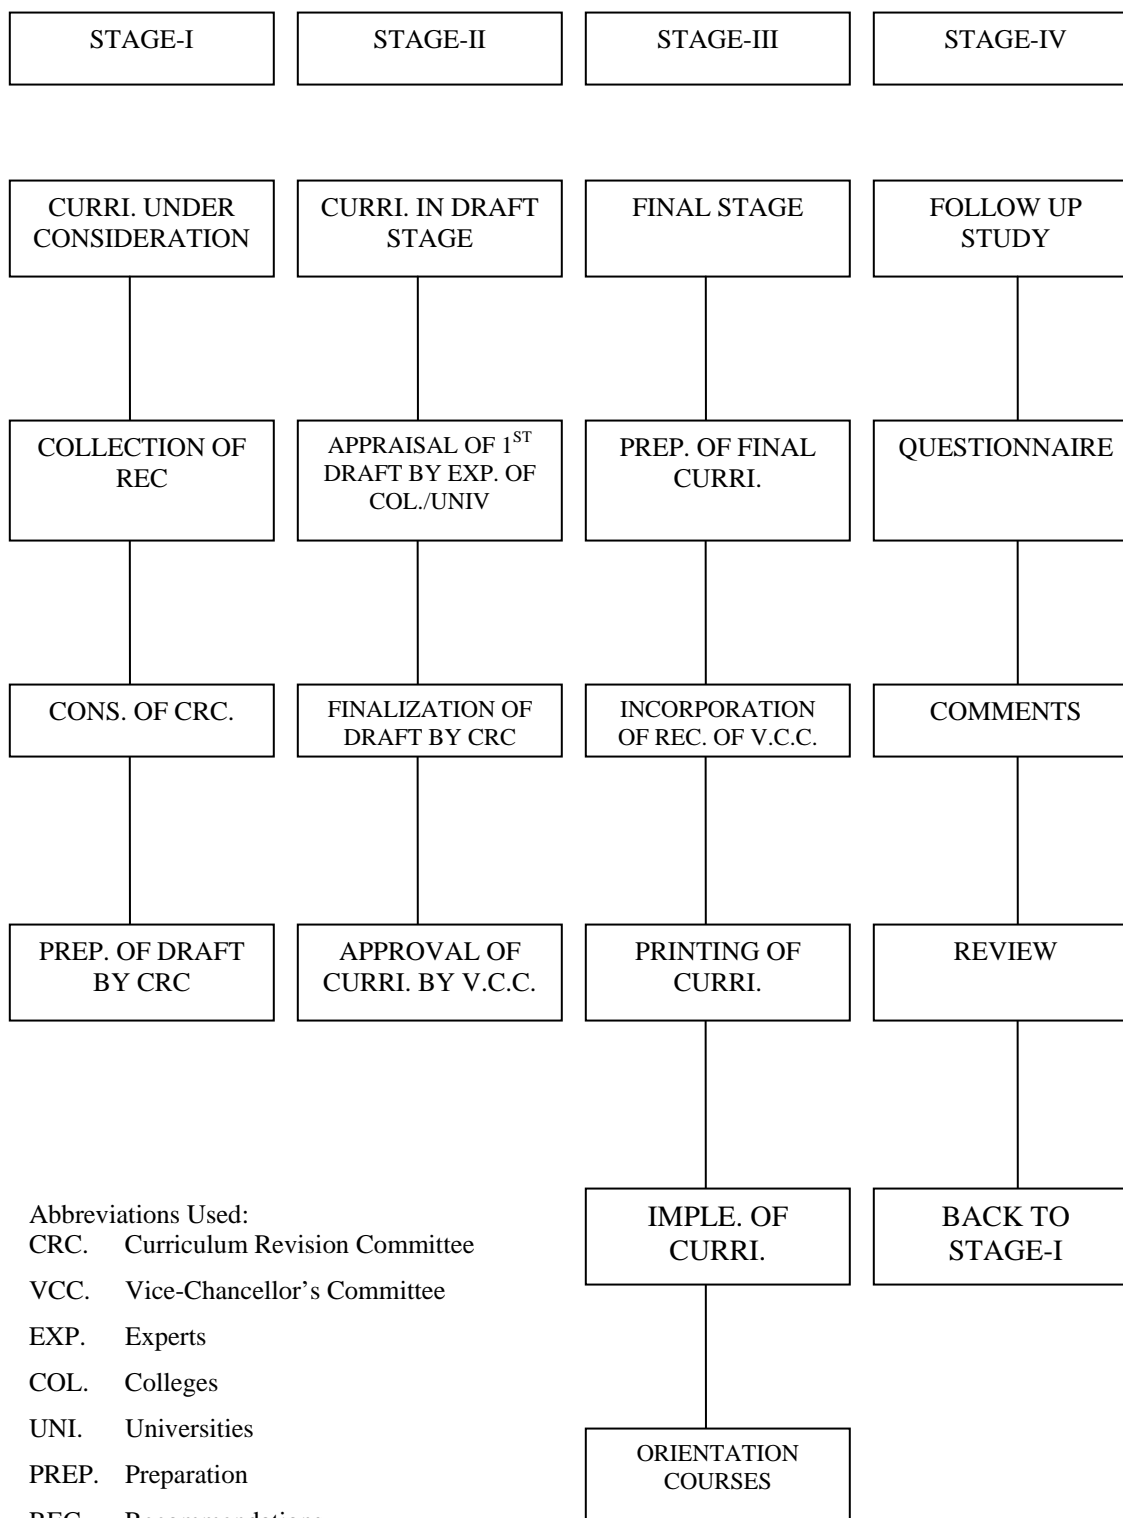 STAGE-I
STAGE-II
STAGE-III
STAGE-IV
CURRI. UNDER
CONSIDERATION
CURRI. IN DRAFT
STAGE
FINAL STAGE
FOLLOW UP
STUDY
COLLECTION OF
REC
APPRAISAL OF 1ST
DRAFT BY EXP. OF
COL./UNIV
PREP. OF FINAL
CURRI.
QUESTIONNAIRE
CONS. OF CRC.
FINALIZATION OF
DRAFT BY CRC
INCORPORATION
OF REC. OF V.C.C.
COMMENTS
PREP. OF DRAFT
BY CRC
APPROVAL OF
CURRI. BY V.C.C.
PRINTING OF
CURRI.
REVIEW
IMPLE. OF
CURRI.
BACK TO
STAGE-I
ORIENTATION
COURSES
Abbreviations Used:
CRC. Curriculum Revision Committee
VCC. Vice-Chancellor’s Committee
EXP. Experts
COL. Colleges
UNI. Universities
PREP. Preparation
REC. Recommendations